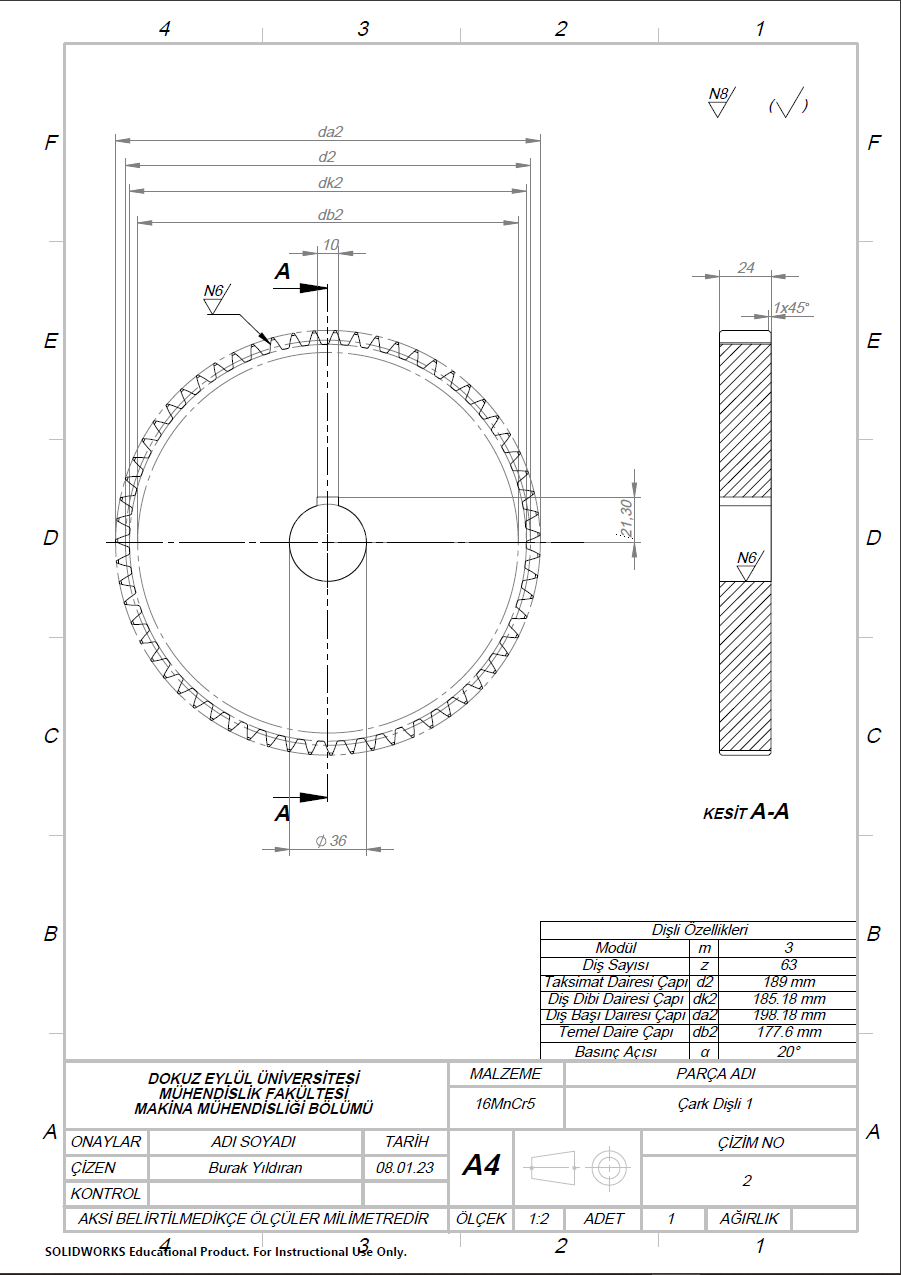 4 3 2 1
N8
( )
F F
da2
d2
dk2
db2
10
A
N6
24
1x45°
E E
21,30
D D
N6
C C
A
KESİT A-A
∅ 36
B B
Dişli Özellikleri
Modül m 3
Diş Sayısı z 63
Taksimat Dairesi Çapı d2 189 mm
Diş Dibi Dairesi Çapı dk2 185.18 mm
Diş Başı Dairesi Çapı da2 198.18 mm
Temel Daire Çapı db2 177.6 mm
Basınç Açısı α 20°
DOKUZ EYLÜL ÜNİVERSİTESİ
MÜHENDİSLİK FAKÜLTESİ
MAKİNA MÜHENDİSLİĞİ BÖLÜMÜ
MALZEME PARÇA ADI
16MnCr5 Çark Dişli 1
A A
ONAYLAR ADI SOYADI TARİH
A4
ÇİZİM NO
ÇİZEN Burak Yıldıran 08.01.23
2
KONTROL
AKSİ BELİRTİLMEDİKÇE ÖLÇÜLER MİLİMETREDİR ÖLÇEK 1:2 ADET 1 AĞIRLIK
4 3 2 1
SOLIDWORKS Educational Product. For Instructional Use Only.